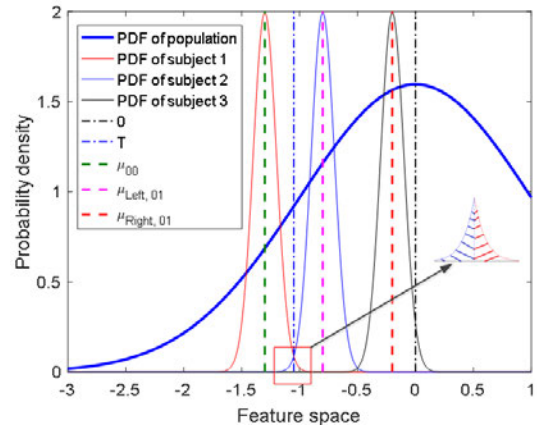 2
1.5
1
0.5
0
Probability density
PDF of population
PDF of subject 1
PDF of subject 2
PDF of subject 3
0
T
μ00
μLeft, 01
μRight, 01
-3 -2.5 -2 -1.5 -1 -0.5 0 0.5 1
Feature space